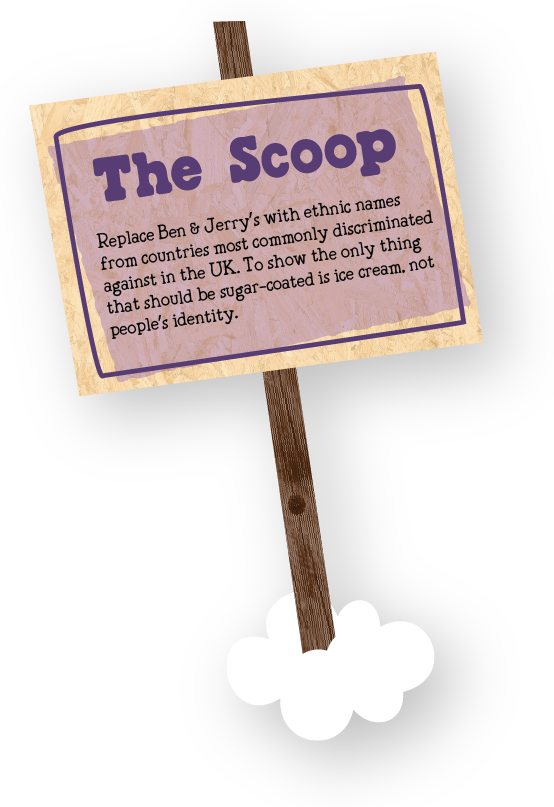 The Scoop
Replace Ben & Jerry's with ethnic names
from countries most commonly discriminated
against in the UK. To show the only thing
that should be sugar-coated is ice cream, not
people's identity.